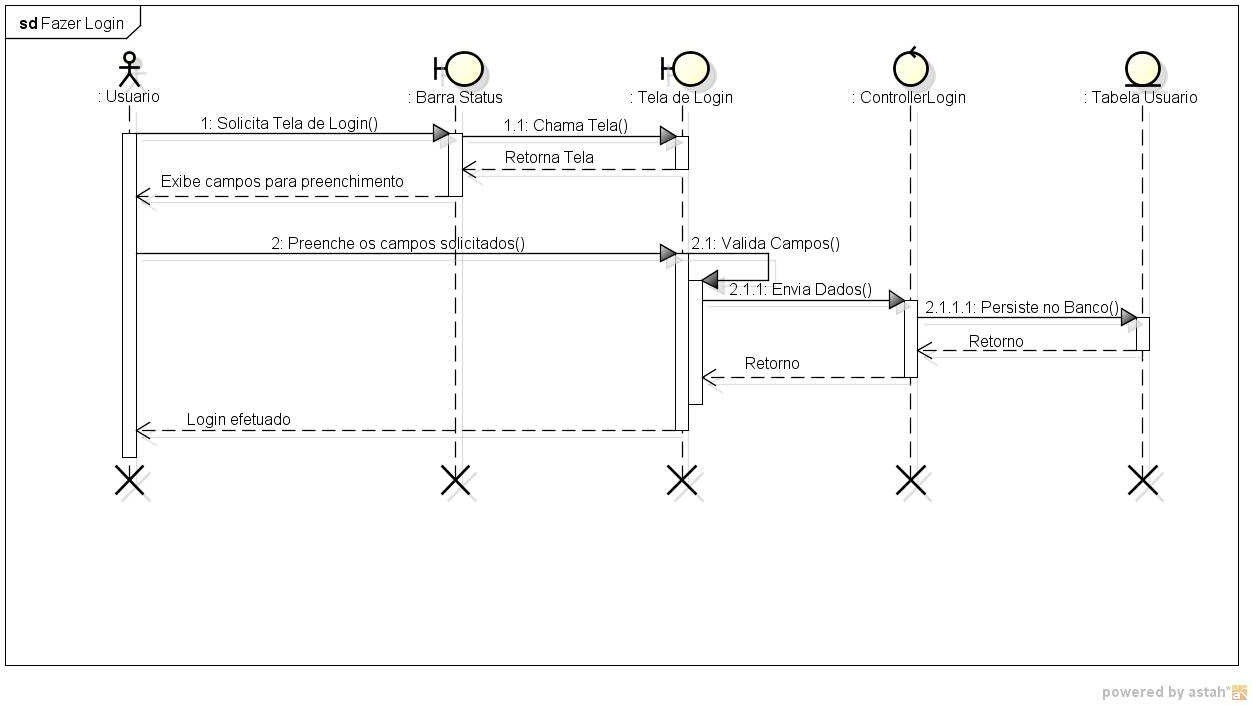 sd Fazer Login
: Usuario
: Barra Status
: Tela de Login
: ControllerLogin
: Tabela Usuario
1: Solicita Tela de Login()
1.1: Chama Tela()
Retorna Tela
Exibe campos para preenchimento
2: Preenche os campos solicitados()
2.1: Valida Campos()
2.1.1: Envia Dados()
2.1.1.1: Persiste no Banco()
Retorno
Retorno
Login efetuado
powered by astah*